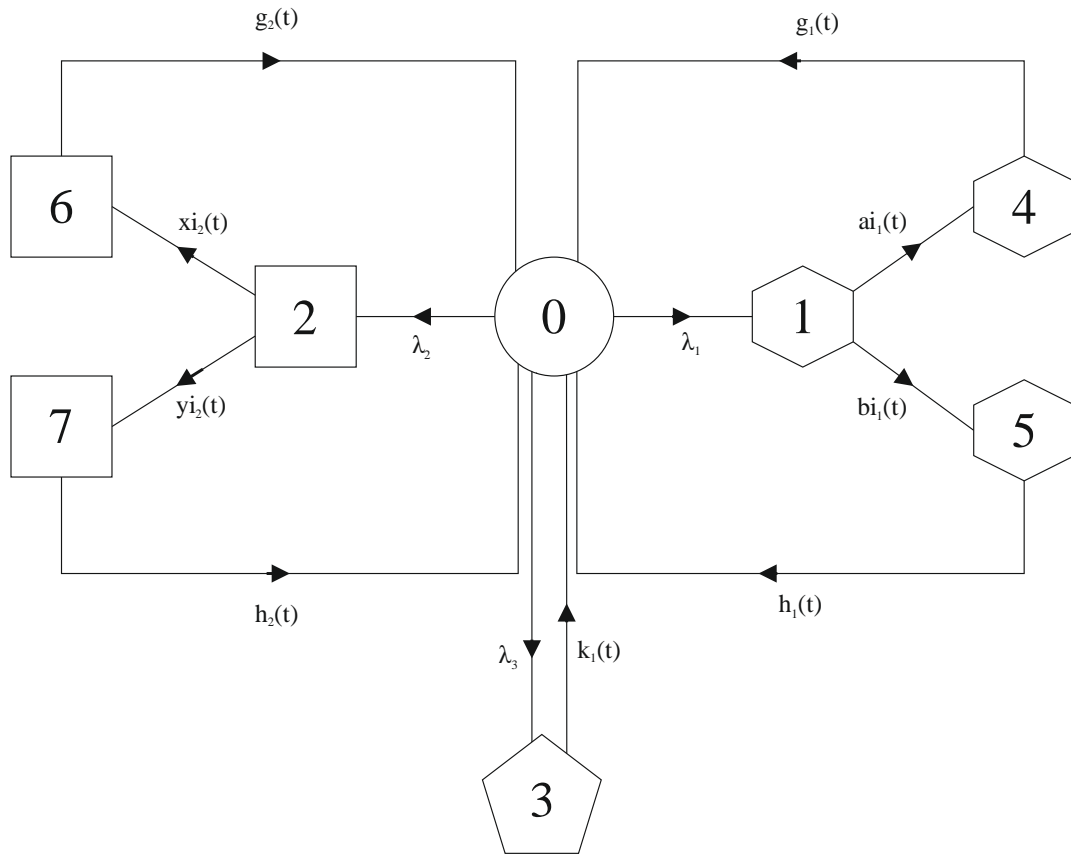 g₂(t)
g₁(t)
6
4
xi₂(t)
ai₁(t)
2
0
1
λ₂
λ₁
7
yi₂(t)
bi₁(t)
5
h₂(t)
h₁(t)
λ₃
k₁(t)
3